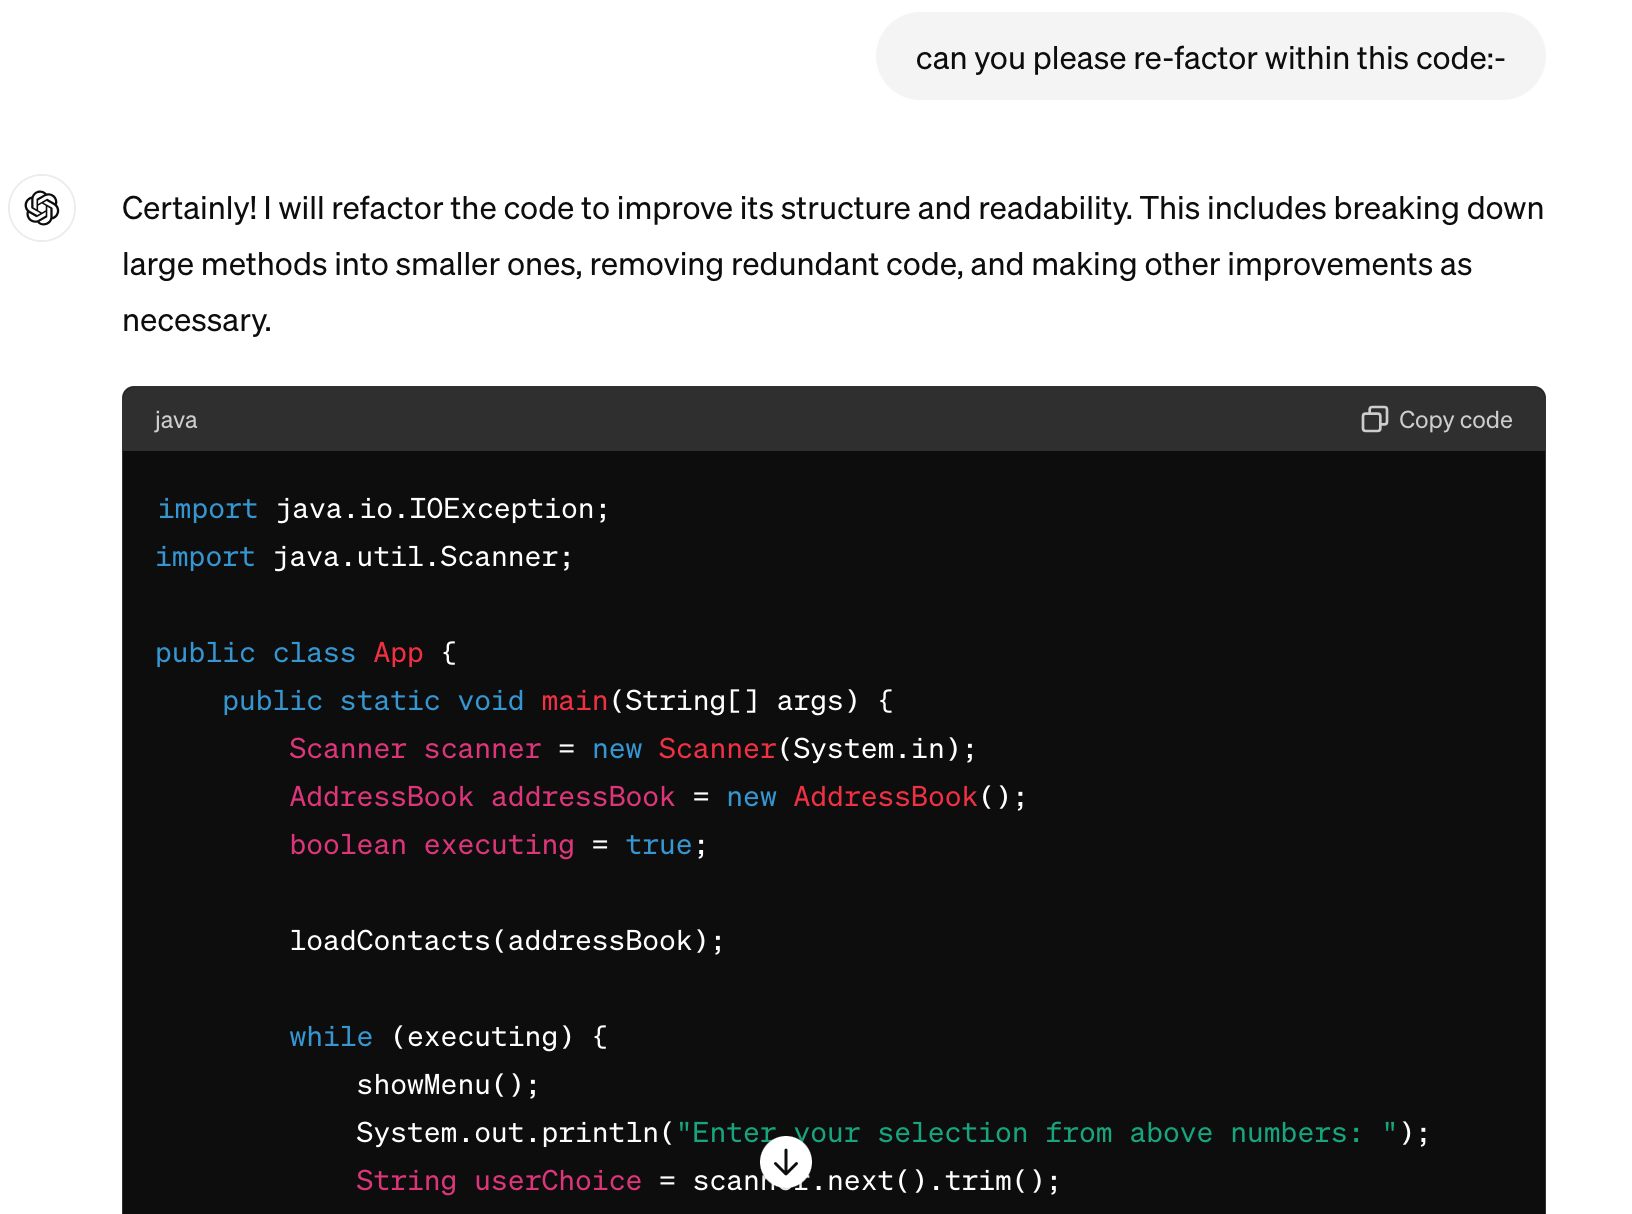 can you please re-factor within this code:-
Certainly! I will refactor the code to improve its structure and readability. This includes breaking down
large methods into smaller ones, removing redundant code, and making other improvements as
necessary.
java
Copy code
import java.io.IOException;
import java.util.Scanner;
public class App {
public static void main(String[] args) {
Scanner scanner = new Scanner(System.in);
AddressBook addressBook = new AddressBook();
boolean executing = true;
loadContacts(addressBook);
while (executing) {
showMenu();
System.out.println("Enter your selection from above numbers: ");
String userChoice = scanner.next().trim();